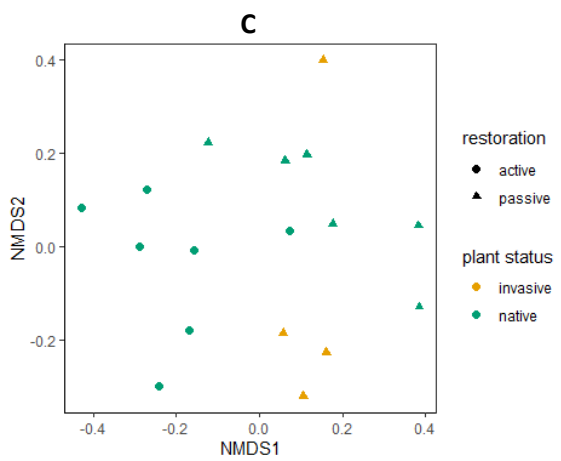 C
0.4
0.2
0.0
-0.2
NMDS2
-0.4
-0.2
0.0
0.2
0.4
NMDS1
restoration
active
passive
plant status
invasive
native